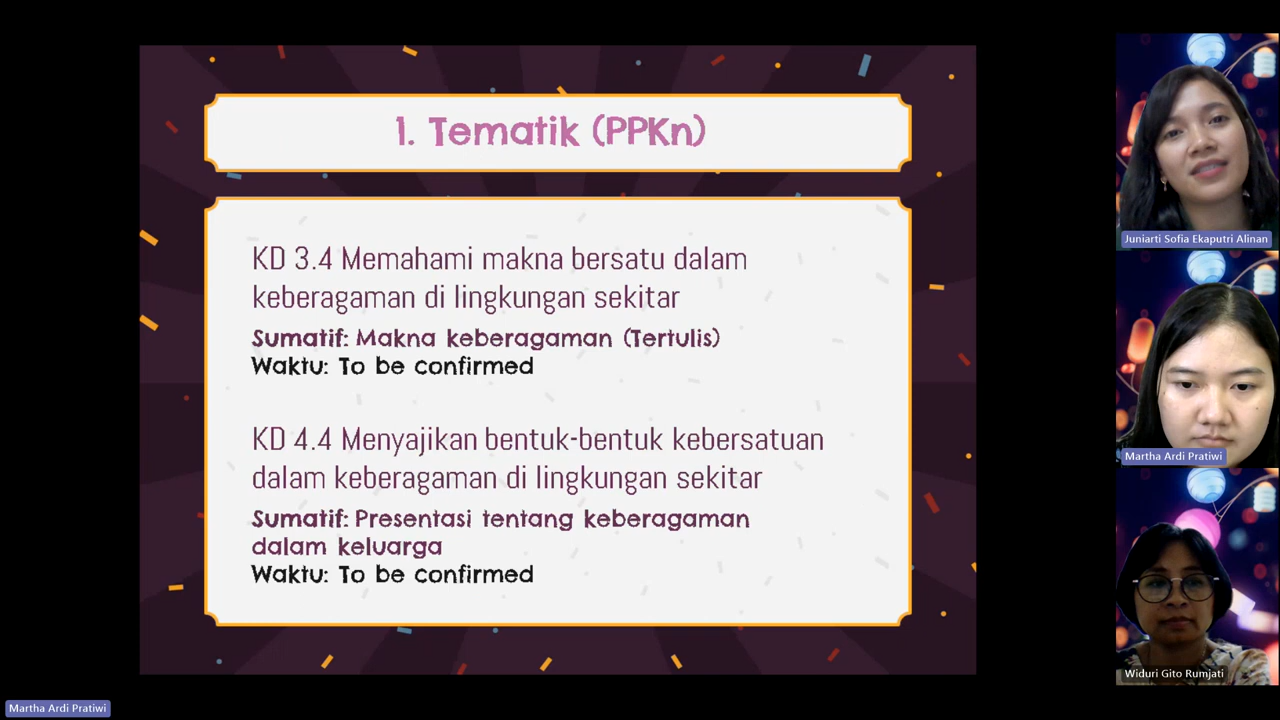 1. Tematik (PPKn)
KD 3.4 Memahami makna bersatu dalam
keberagaman di lingkungan sekitar
Sumatif: Makna keberagaman (Tertulis)
Waktu: To be confirmed
KD 4.4 Menyajikan bentuk-bentuk kebersatuan
dalam keberagaman di lingkungan sekitar
Sumatif: Presentasi tentang keberagaman
dalam keluarga
Waktu: To be confirmed
Juniarti Sofia Ekaputri Alinan
Martha Ardi Pratiwi
Widuri Gito Rumjati
Martha Ardi Pratiwi